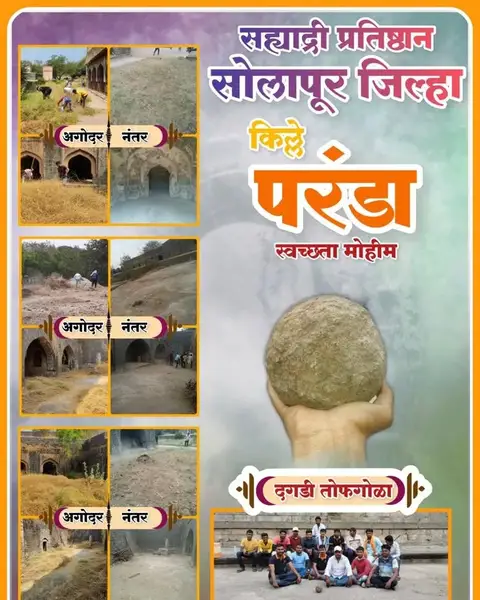 सह्याद्री प्रतिष्ठान
सोलापूर जिल्हा
किल्ले
परंडा
स्वच्छता मोहीम
अगोदर नंतर
अगोदर नंतर
अगोदर नंतर
दगडी तोफगोळा